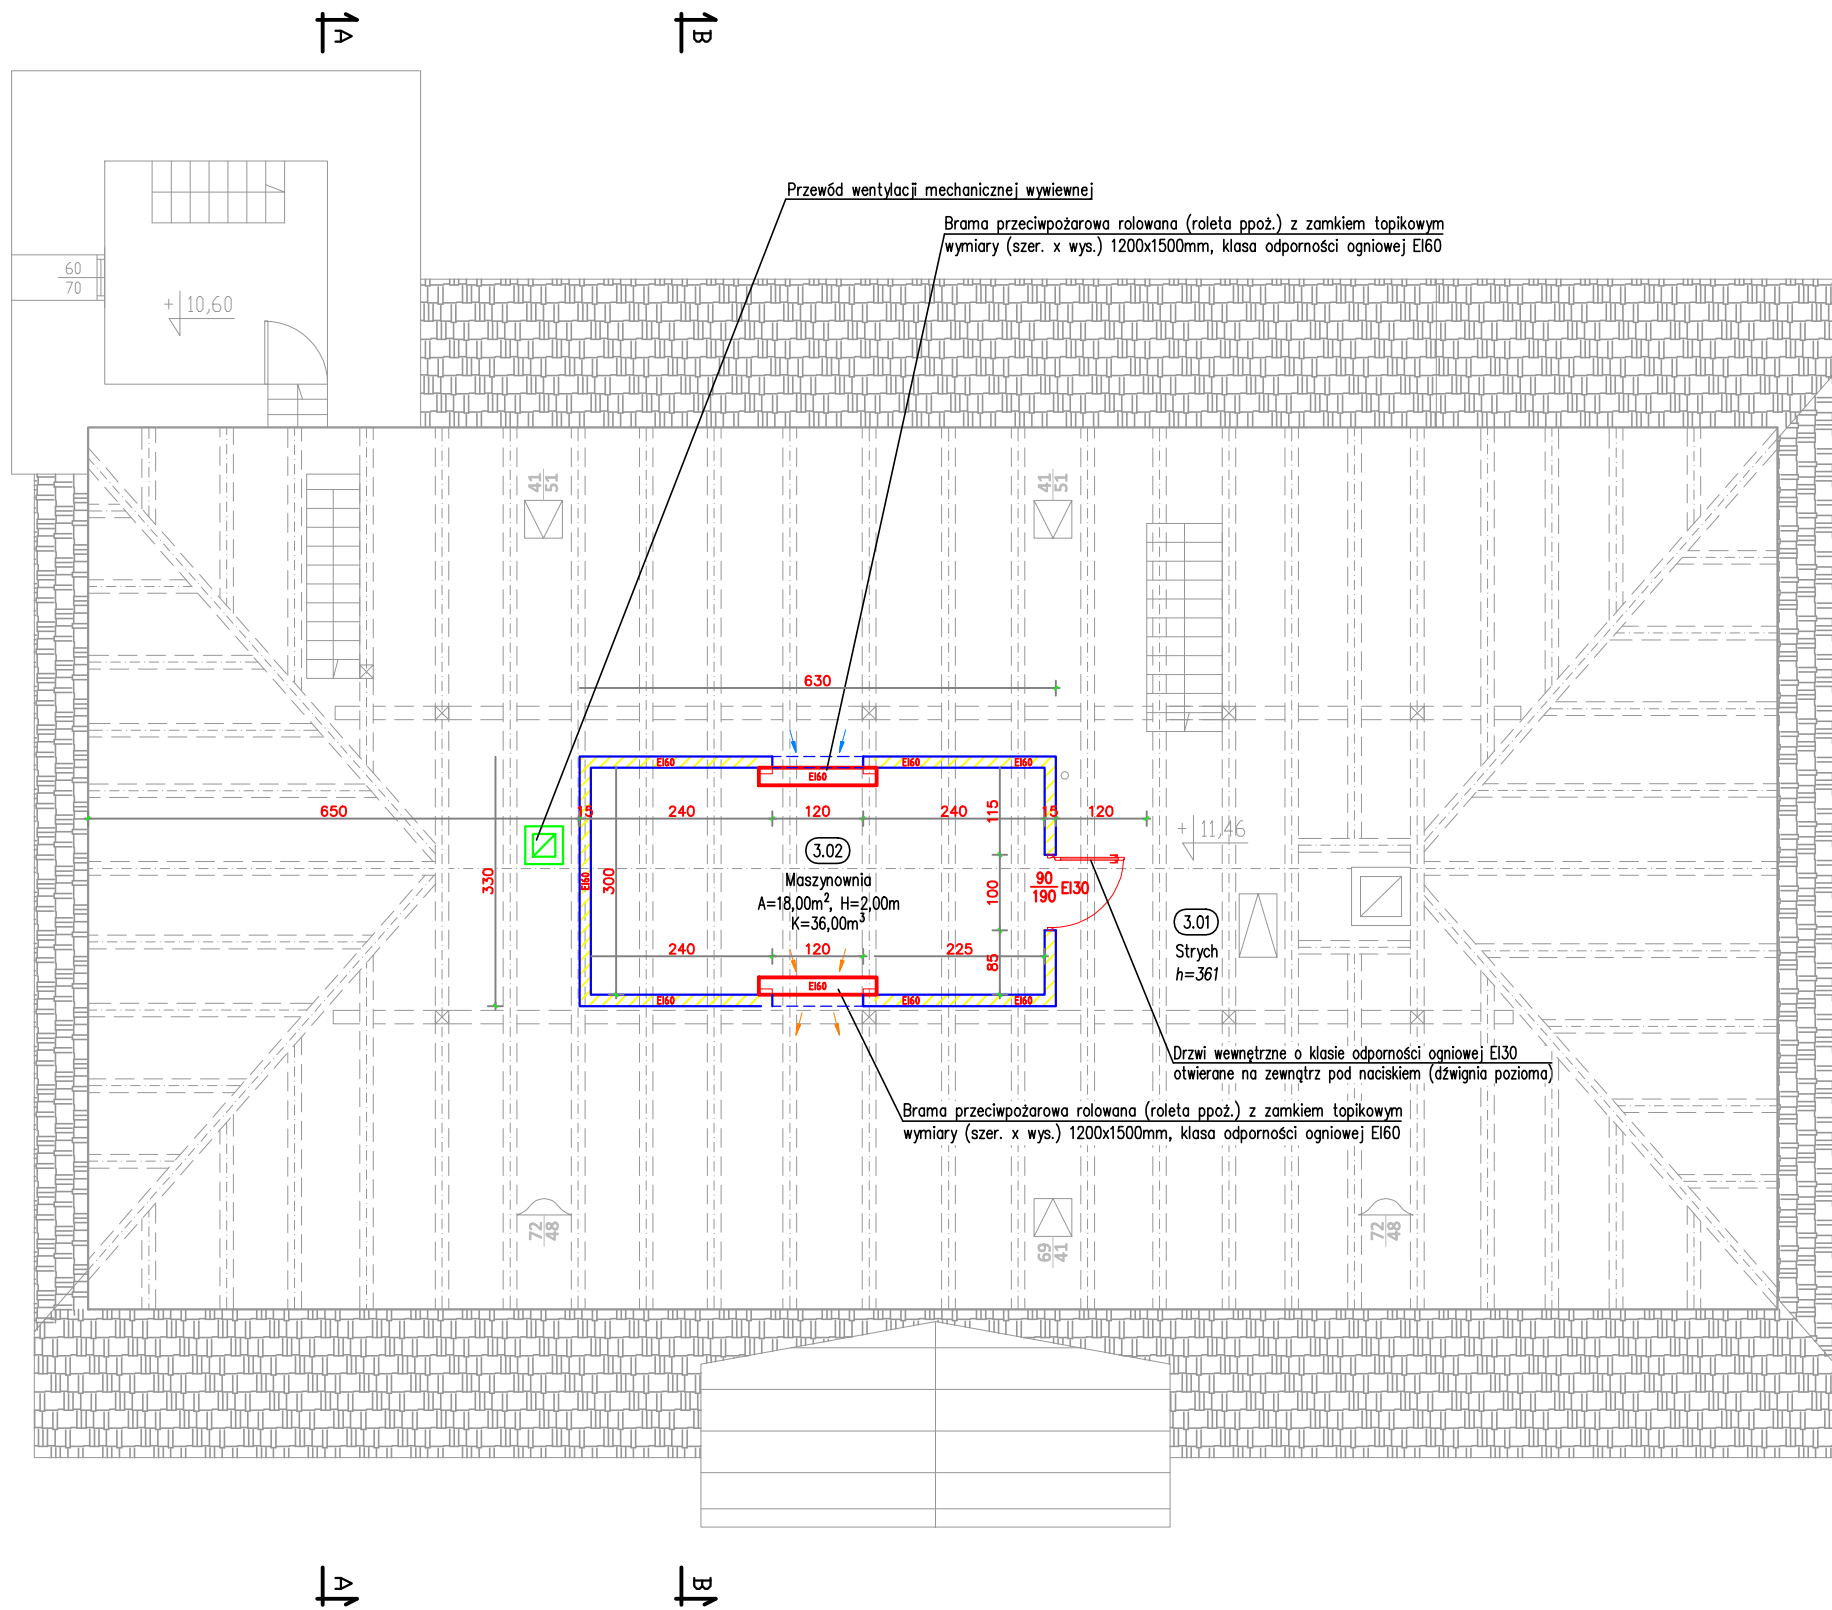 A
B
Przewód wentylacji mechanicznej wywiewnej
Brama przeciwpożarowa rolowana (roleta ppoż.) z zamkiem topikowym
wymiary (szer. x wys.) 1200x1500mm, klasa odporności ogniowej EI60
60
70
+ 10,60
41
51
41
51
630
EI60
EI60
EI60
EI60
650
15
240
120
240
115
15
120
+ 11,46
3.02
Maszynownia
A=18,00m², H=2,00m
K=36,00m³
330
EI60
300
100
90
190
EI30
3.01
Strych
h=361
240
120
225
85
EI60
EI60
EI60
EI60
Drzwi wewnętrzne o klasie odporności ogniowej EI30
otwierane na zewnątrz pod naciskiem (dźwignia pozioma)
Brama przeciwpożarowa rolowana (roleta ppoż.) z zamkiem topikowym
wymiary (szer. x wys.) 1200x1500mm, klasa odporności ogniowej EI60
72
48
69
41
72
48
A
B